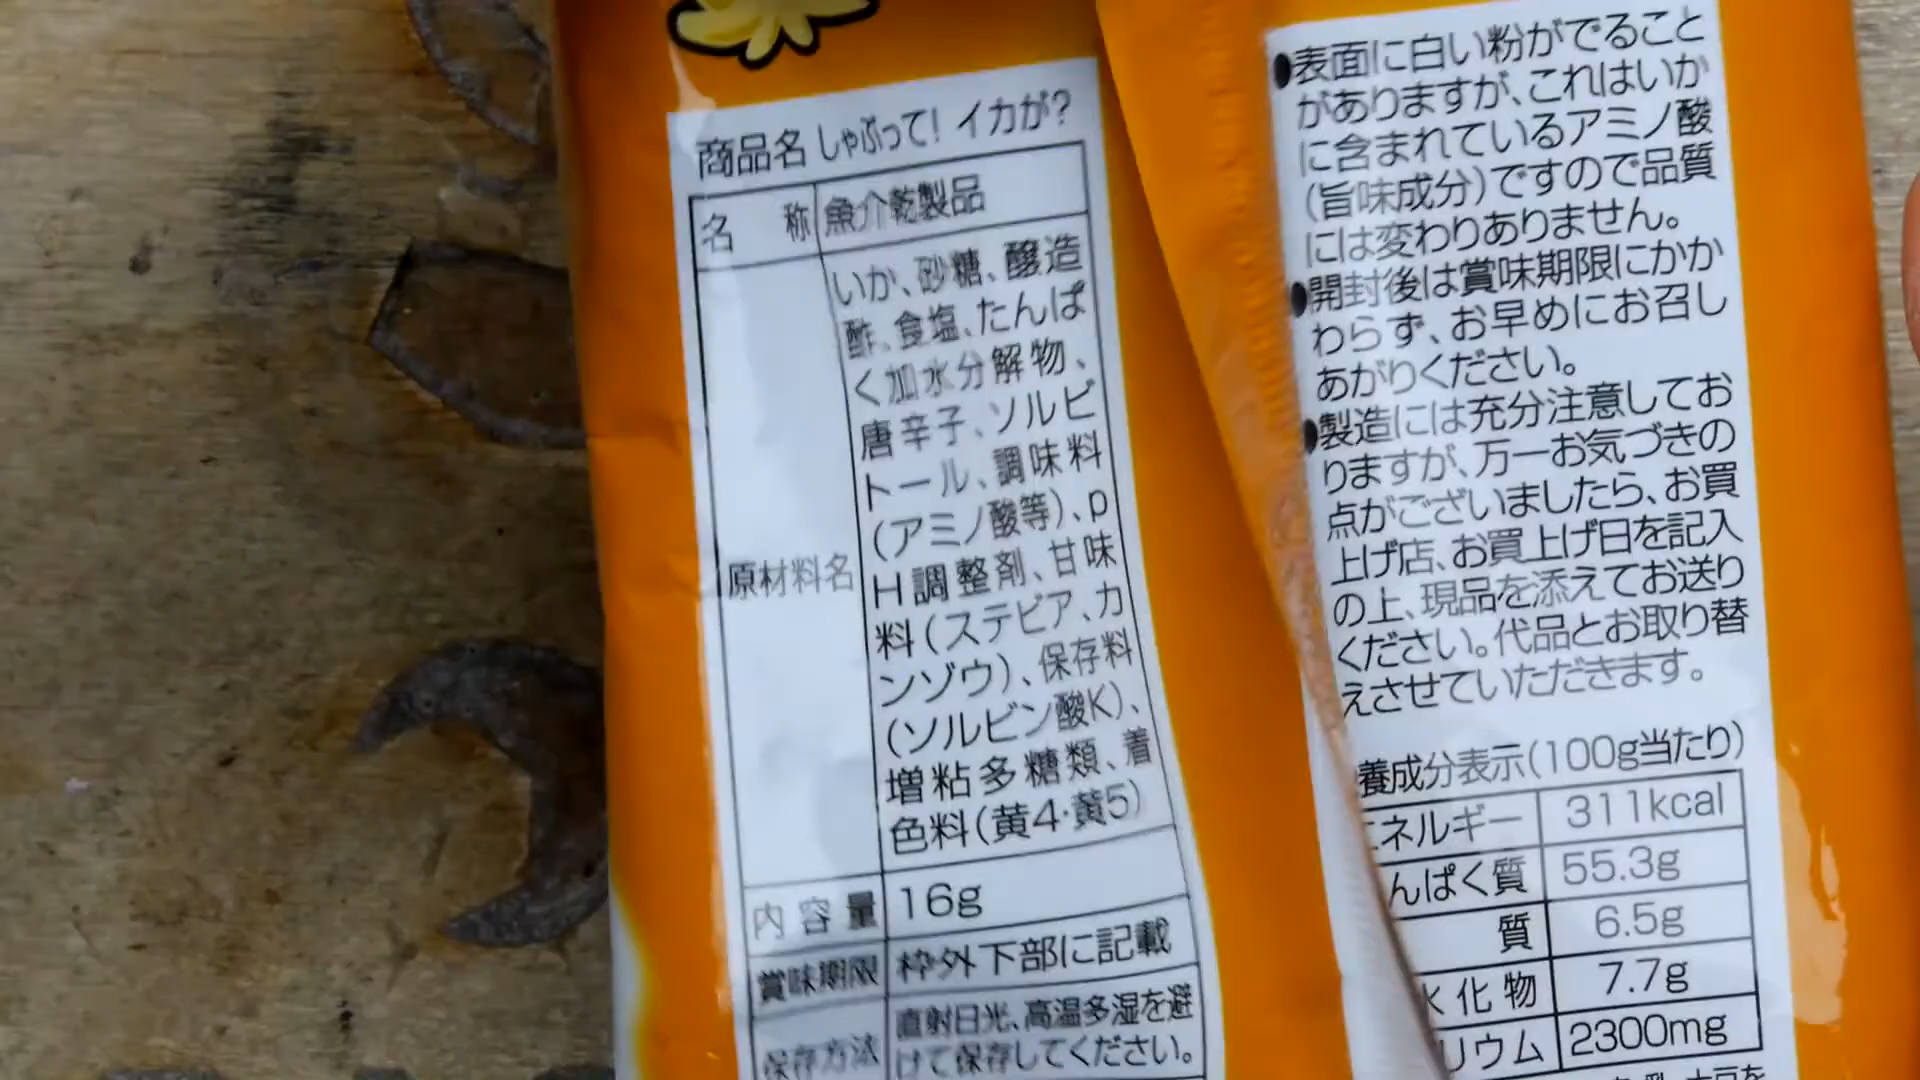 商品名 しゃぶって! イカが?
名 称 魚介乾製品
原材料名
いか、砂糖、醸造
酢、食塩、たんぱ
く加水分解物、
唐辛子、ソルビ
トール、調味料
(アミノ酸等)、p
H調整剤、甘味
料(ステビア、カ
ンゾウ)、保存料
(ソルビン酸K)、
増粘多糖類、着
色料(黄4・黄5)
内容量 16g
賞味期限 枠外下部に記載
保存方法 直射日光、高温多湿を避
けて保存してください。
●表面に白い粉がでること
がありますが、これはいか
に含まれているアミノ酸
(旨味成分)ですので品質
には変わりありません。
●開封後は賞味期限にかか
わらず、お早めにお召し
あがりください。
●製造には充分注意してお
りますが、万一お気づきの
点がございましたら、お買
上げ店、お買上げ日を記入
の上、現品を添えてお送り
ください。代品とお取り替
えさせていただきます。
養成分表示(100g当たり)
ネルギー 311kcal
んぱく質 55.3g
質 6.5g
化物 7.7g
リウム 2300mg